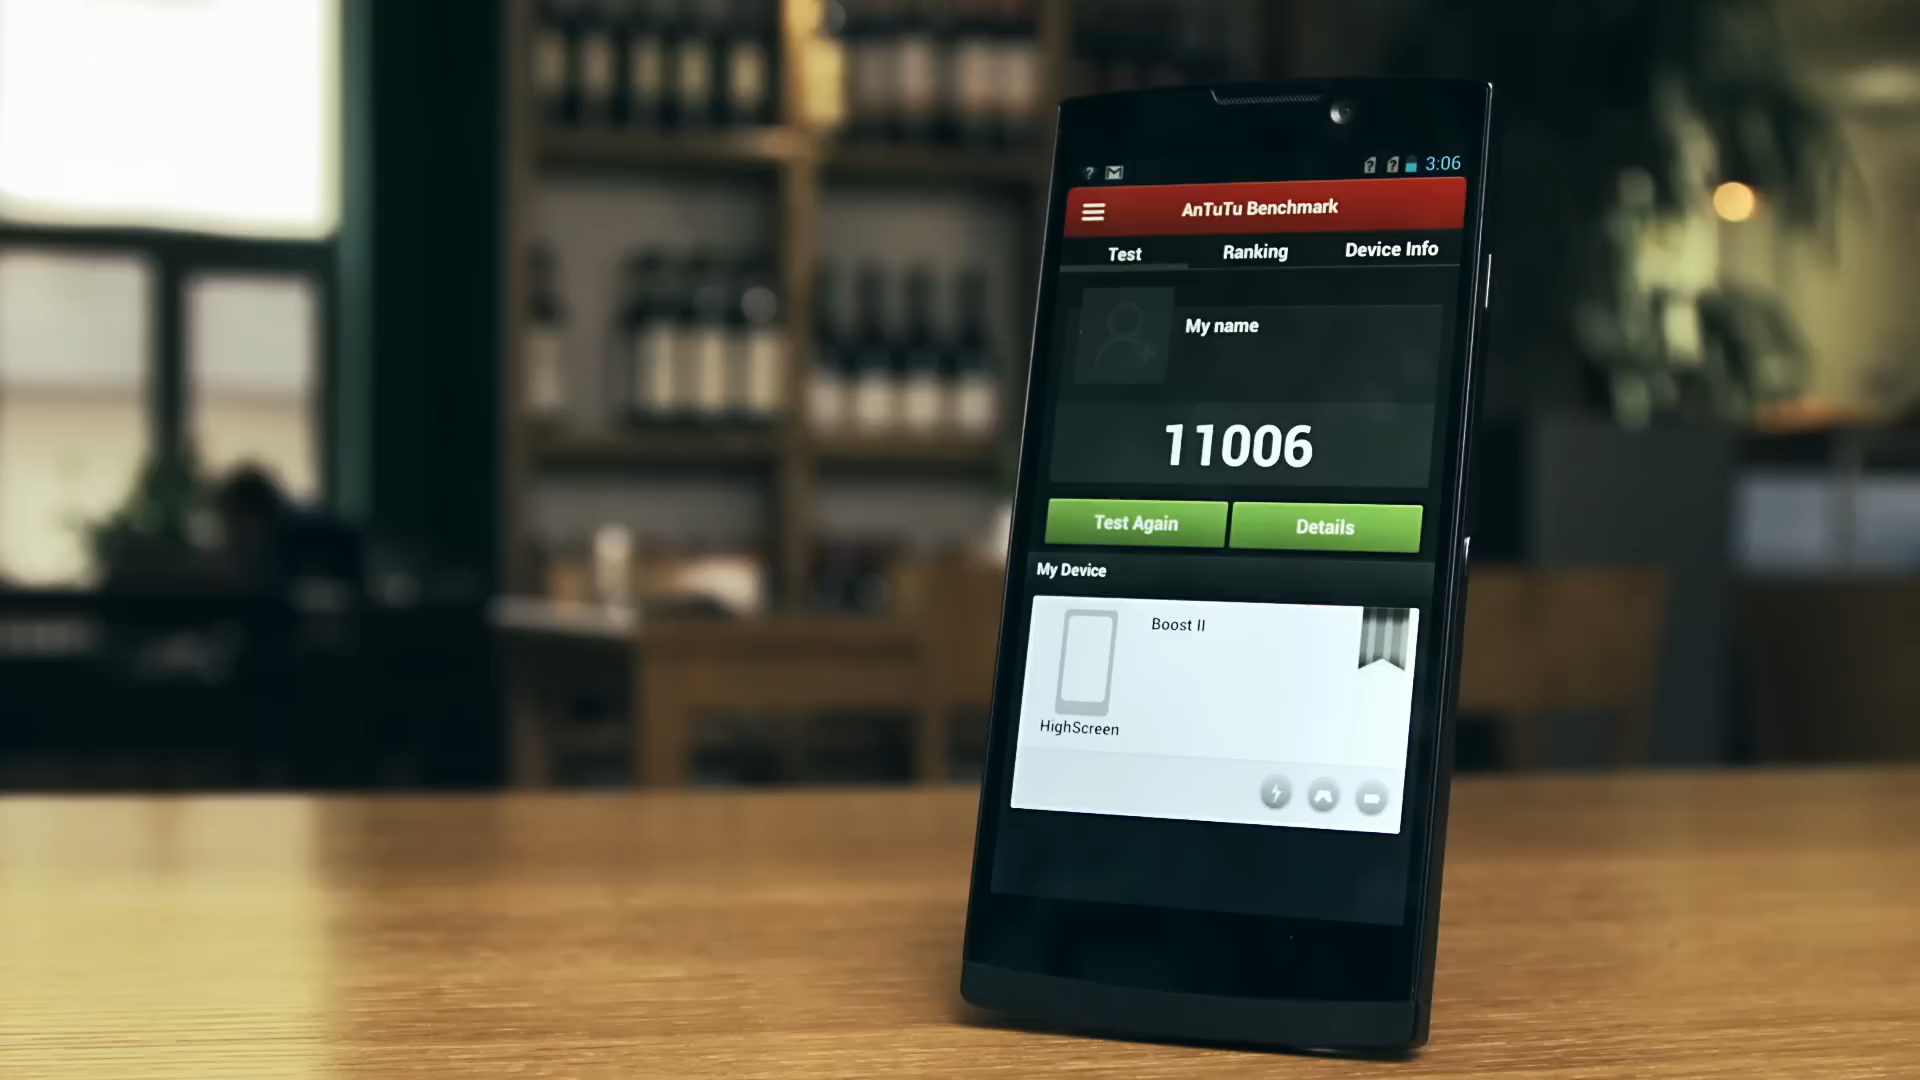 3:06
AnTuTu Benchmark
Test Ranking Device Info
My name
11006
Test Again Details
My Device
Boost II
HighScreen